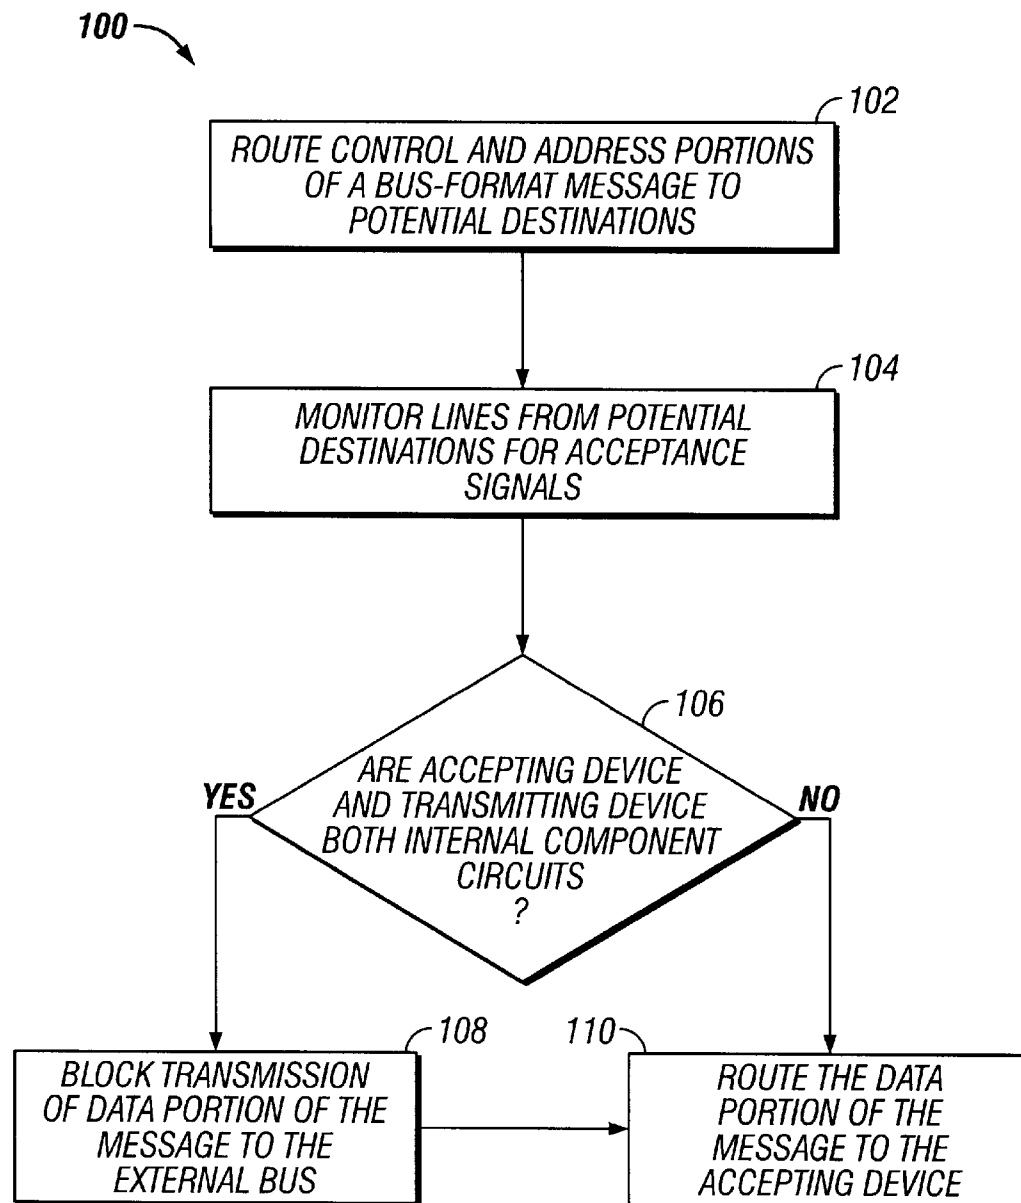 100
102
ROUTE CONTROL AND ADDRESS PORTIONS
OF A BUS-FORMAT MESSAGE TO
POTENTIAL DESTINATIONS
104
MONITOR LINES FROM POTENTIAL
DESTINATIONS FOR ACCEPTANCE
SIGNALS
106
ARE ACCEPTING DEVICE
AND TRANSMITTING DEVICE
BOTH INTERNAL COMPONENT
CIRCUITS
?
YES
NO
108
BLOCK TRANSMISSION
OF DATA PORTION OF THE
MESSAGE TO THE
EXTERNAL BUS
110
ROUTE THE DATA
PORTION OF THE
MESSAGE TO THE
ACCEPTING DEVICE